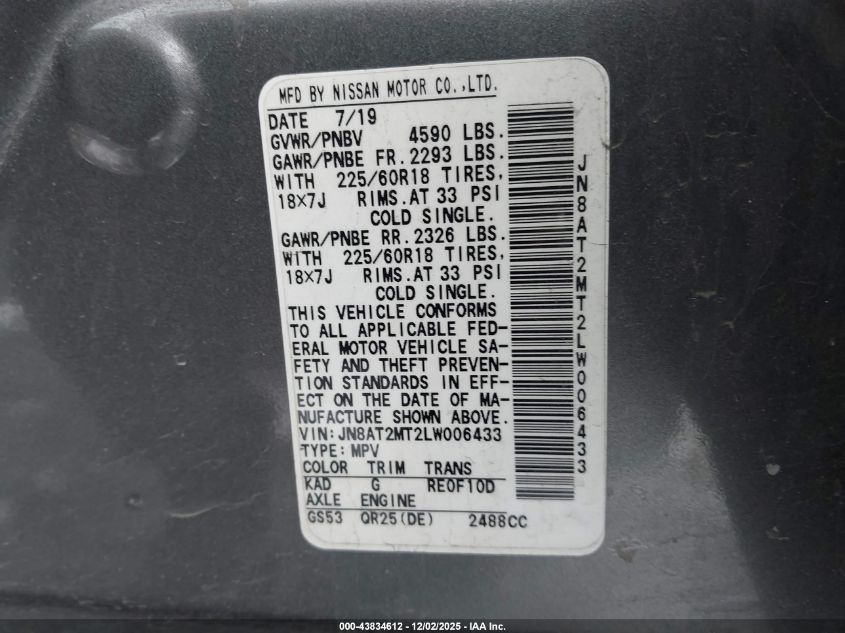 MFD BY NISSAN MOTOR CO.,LTD.
DATE 7/19
GVWR/PNBV 4590 LBS.
GAWR/PNBE FR.2293 LBS.
WITH 225/60R18 TIRES,
18×7J RIMS.AT 33 PSI
COLD SINGLE.
GAWR/PNBE RR.2326 LBS.
WITH 225/60R18 TIRES,
18×7J RIMS.AT 33 PSI
COLD SINGLE.
THIS VEHICLE CONFORMS
TO ALL APPLICABLE FED-
ERAL MOTOR VEHICLE SA-
FETY AND THEFT PREVEN-
TION STANDARDS IN EFF-
ECT ON THE DATE OF MA-
NUFACTURE SHOWN ABOVE.
VIN:JN8AT2MT2LW006433
TYPE:MPV
COLOR TRIM TRANS
KAD G RE0F10D
AXLE ENGINE
GS53 QR25(DE) 2488CC
JN8AT2MT2LW006433
000-43834612 - 12/02/2025 - IAA Inc.